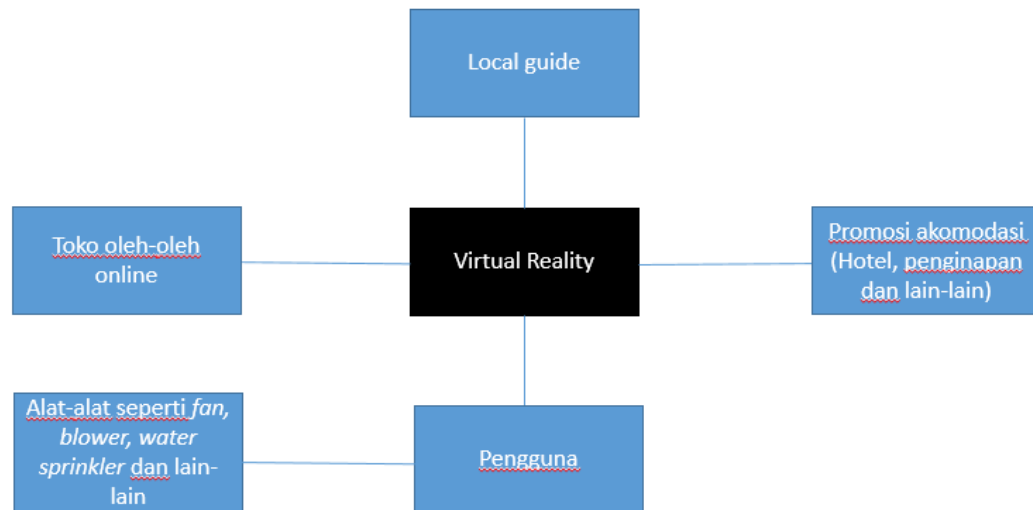 Local guide
Toko oleh-oleh
online
Virtual Reality
Promosi akomodasi
(Hotel, penginapan
dan lain-lain)
Alat-alat seperti fan,
blower, water
sprinkler dan lain-
lain
Pengguna